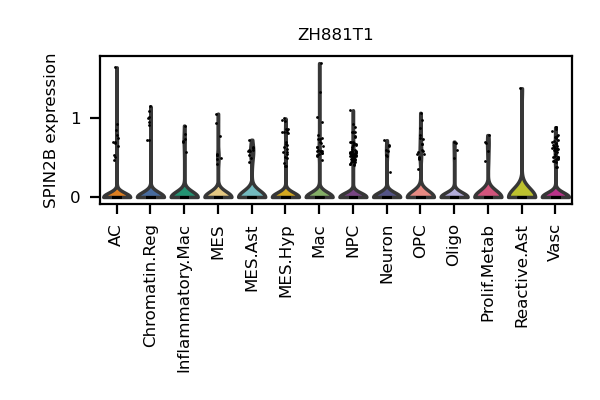 ZH881T1
SPIN2B expression
1
0
AC
Chromatin.Reg
Inflammatory.Mac
MES
MES.Ast
MES.Hyp
Mac
NPC
Neuron
OPC
Oligo
Prolif.Metab
Reactive.Ast
Vasc